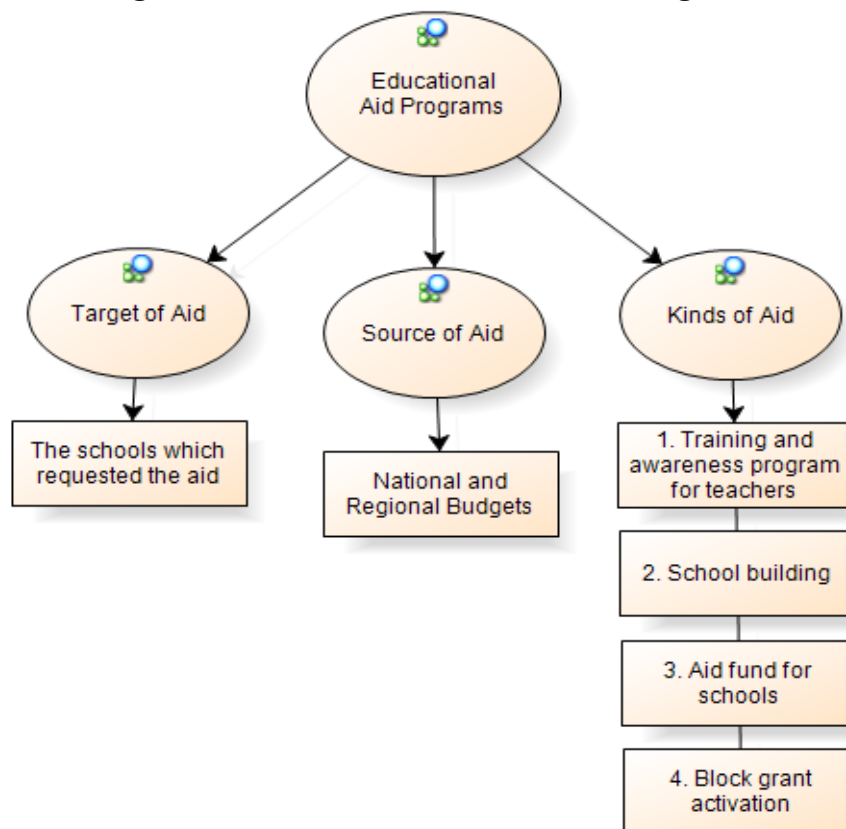 Educational
Aid Programs
Target of Aid
Source of Aid
Kinds of Aid
The schools which
requested the aid
National and
Regional Budgets
1. Training and
awareness program
for teachers
2. School building
3. Aid fund for
schools
4. Block grant
activation